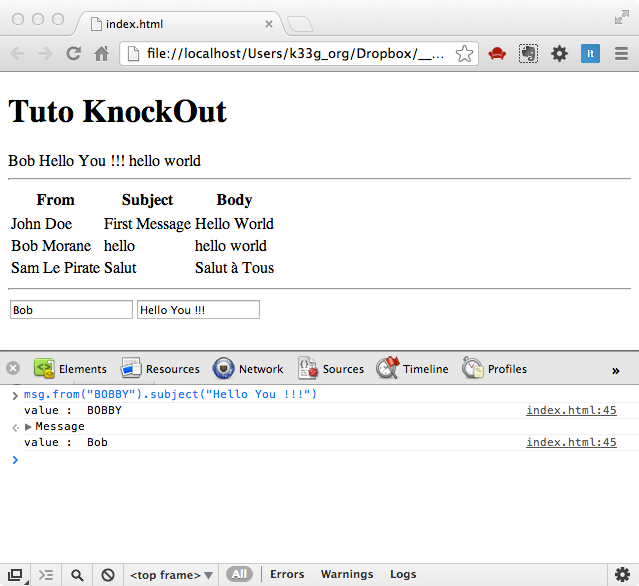 index.html
file://localhost/Users/k33g_org/Dropbox/__...
lt
Tuto KnockOut
Bob Hello You !!! hello world
From Subject Body
John Doe First Message Hello World
Bob Morane hello hello world
Sam Le Pirate Salut Salut à Tous
Bob Hello You !!!
Elements Resources Network Sources Timeline Profiles »
> msg.from("BOBBY").subject("Hello You !!!")
value : BOBBY index.html:45
Message
value : Bob index.html:45
>
<top frame> All Errors Warnings Logs